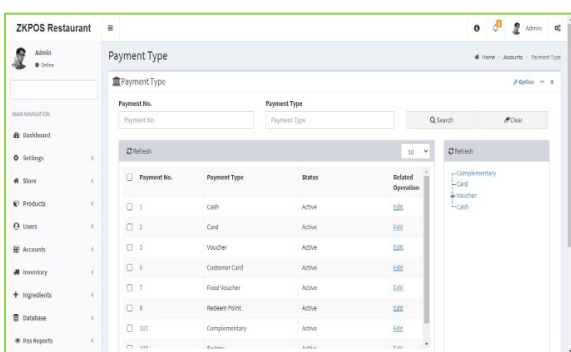 ZKPOS Restaurant
Admin
Admin
Online
MAIN NAVIGATION
Dashboard
Settings
Store
Products
Users
Accounts
Inventory
Ingredients
Database
Pos Reports
Payment Type
Home > Accounts > Payment Type
Payment Type
Option
Payment No.
Payment Type
Payment No
Payment Type
Search
Clear
Refresh
10
Payment No. Payment Type Status Related Operation
1 Cash Active Edit
2 Card Active Edit
3 Voucher Active Edit
6 Customer Card Active Edit
7 Food Voucher Active Edit
8 Redeem Point Active Edit
101 Complementary Active Edit
Refresh
Complementary
Card
Voucher
Cash